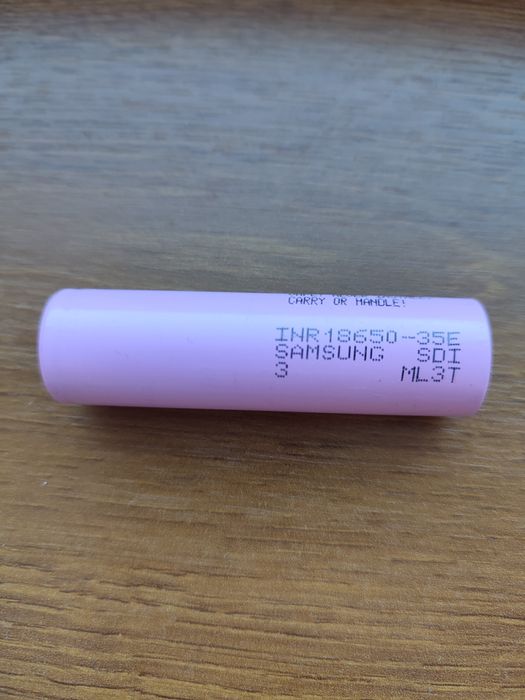 CARRY OR HANDLE!
INR18650-35E
SAMSUNG SDI
3 ML3T